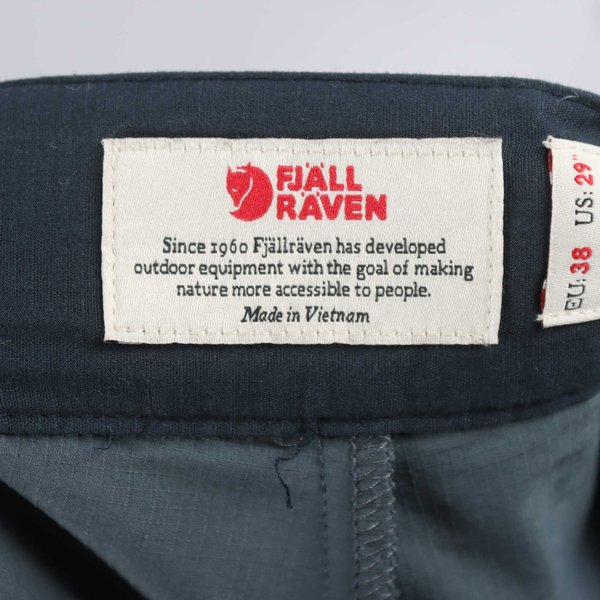 FJÄLL
RÄVEN
Since 1960 Fjällräven has developed
outdoor equipment with the goal of making
nature more accessible to people.
Made in Vietnam
EU: 38 US: 29"